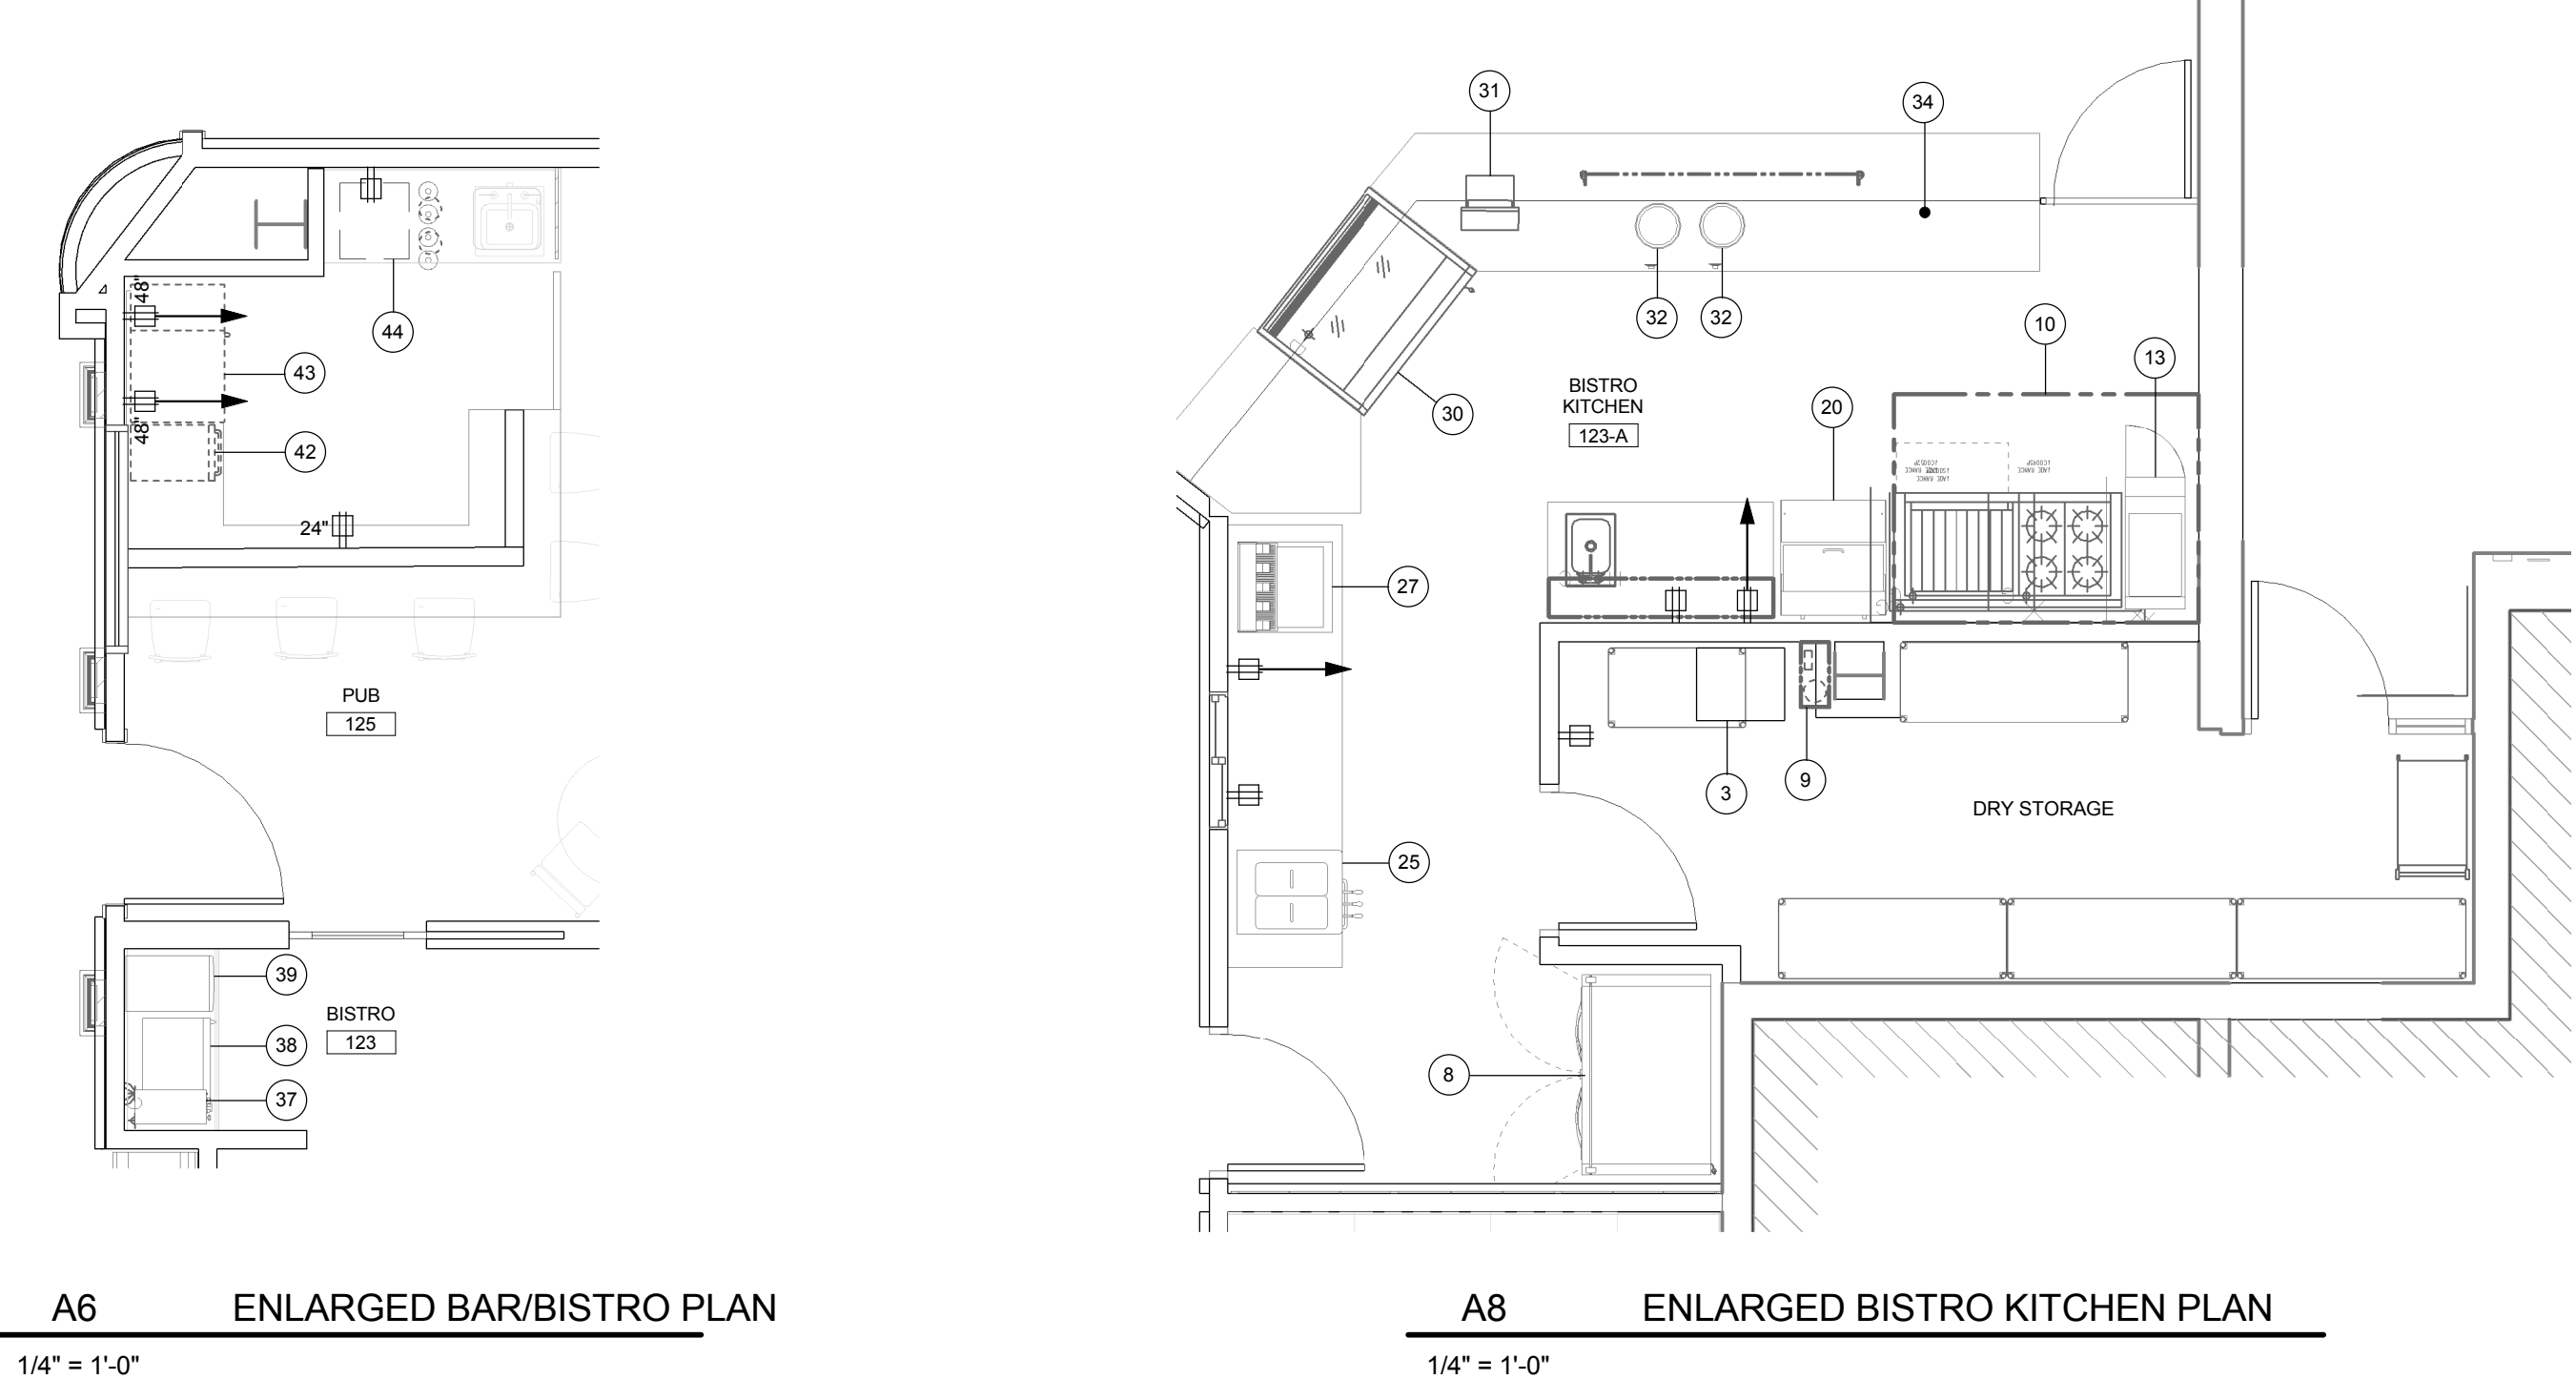 48"
44
43
48"
42
24"
PUB
125
39
BISTRO
123
38
37
31
34
32
32
10
13
BISTRO
KITCHEN
123-A
30
20
27
3
9
DRY STORAGE
25
8
A6
ENLARGED BAR/BISTRO PLAN
1/4" = 1'-0"
A8
ENLARGED BISTRO KITCHEN PLAN
1/4" = 1'-0"